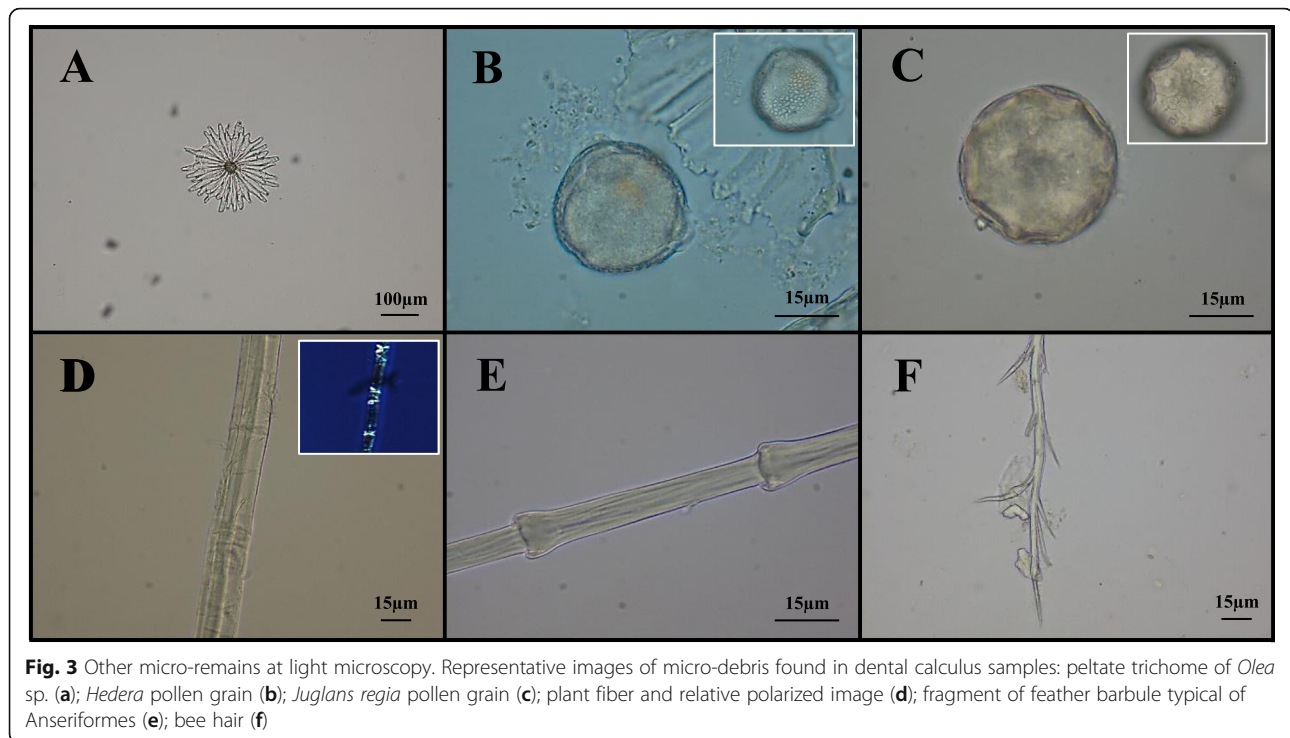 A
B
C
100µm
15µm
15µm
D
E
F
15µm
15µm
15µm
Fig. 3 Other micro-remains at light microscopy. Representative images of micro-debris found in dental calculus samples: peltate trichome of Olea
sp. (a); Hedera pollen grain (b); Juglans regia pollen grain (c); plant fiber and relative polarized image (d); fragment of feather barbule typical of
Anseriformes (e); bee hair (f)